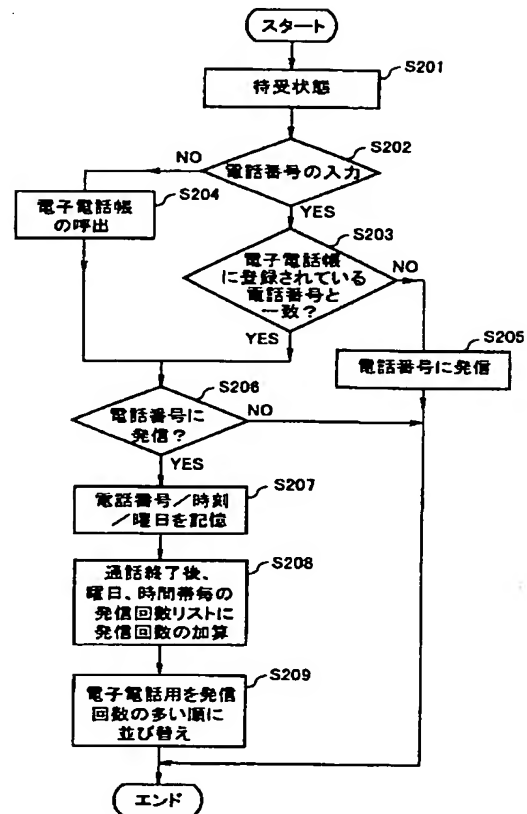 スタート
S201
待受状態
S202
電話番号の入力
NO
YES
S204
電子電話帳
の呼出
S203
電子電話帳
に登録されている
電話番号と
一致?
NO
YES
S205
電話番号に発信
S206
電話番号に
発信?
NO
YES
S207
電話番号/時刻
/曜日を記憶
S208
通話終了後、
曜日、時間帯毎の
発信回数リストに
発信回数の加算
S209
電子電話用を発信
回数の多い順に
並び替え
エンド